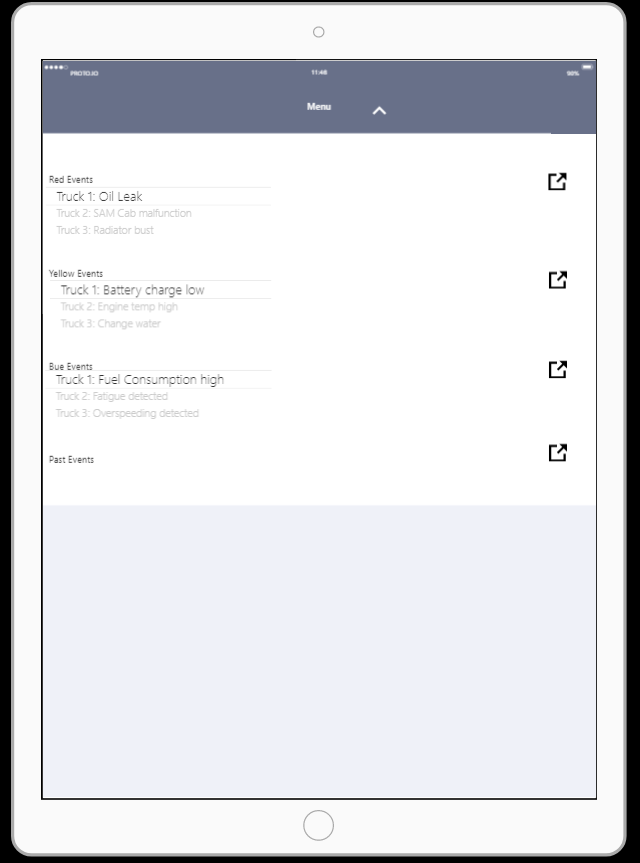 PROTO.IO 11:48 90%
Menu
Red Events
Truck 1: Oil Leak
Truck 2: SAM Cab malfunction
Truck 3: Radiator bust
Yellow Events
Truck 1: Battery charge low
Truck 2: Engine temp high
Truck 3: Change water
Bue Events
Truck 1: Fuel Consumption high
Truck 2: Fatigue detected
Truck 3: Overspeeding detected
Past Events